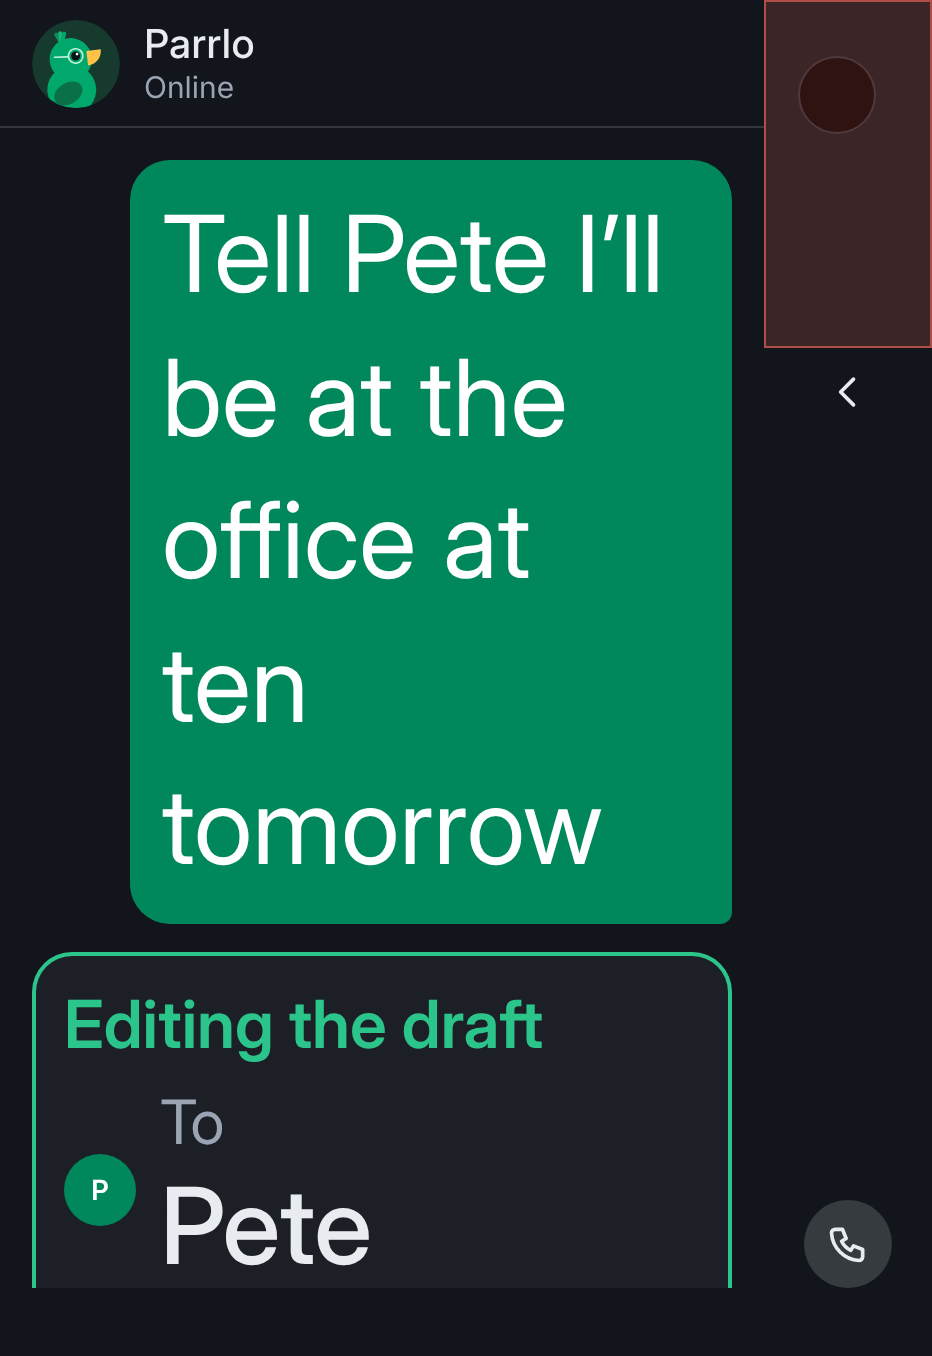 Parrlo
Online
Tell Pete I’ll
be at the
office at
ten
tomorrow
Editing the draft
To
P
Pete